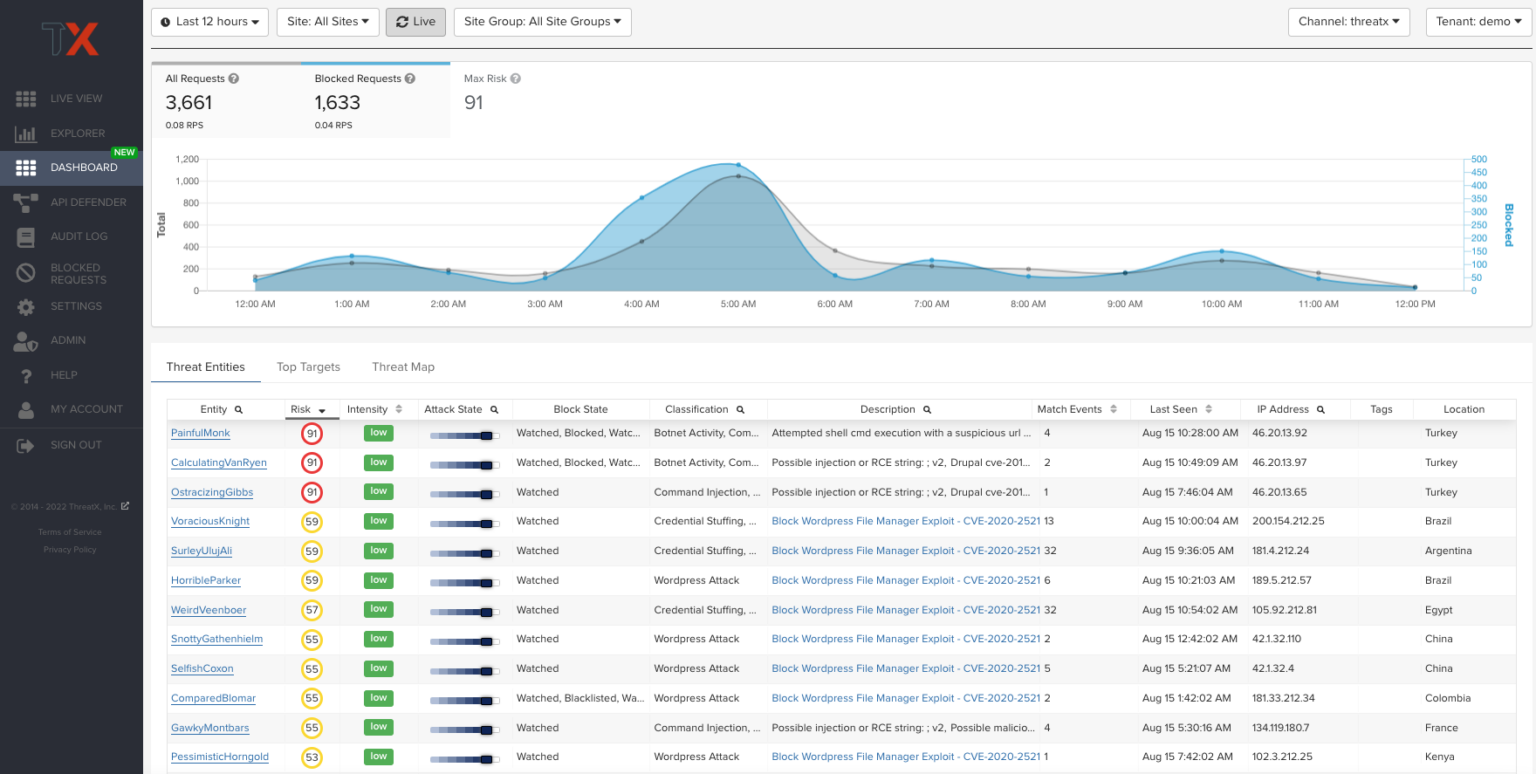 TX
LIVE VIEW
EXPLORER
NEW
DASHBOARD
API DEFENDER
AUDIT LOG
BLOCKED
REQUESTS
SETTINGS
ADMIN
HELP
MY ACCOUNT
SIGN OUT
© 2014 - 2022 ThreatX, Inc.
Terms of Service
Privacy Policy
Last 12 hours Site: All Sites Live Site Group: All Site Groups Channel: threatx Tenant: demo
All Requests Blocked Requests Max Risk
3,661 1,633 91
0.08 RPS 0.04 RPS
Total
1,200
1,000
800
600
400
200
0
500
450
400
350
300
250
200
150
100
50
0
Blocked
12:00 AM 1:00 AM 2:00 AM 3:00 AM 4:00 AM 5:00 AM 6:00 AM 7:00 AM 8:00 AM 9:00 AM 10:00 AM 11:00 AM 12:00 PM
Threat Entities Top Targets Threat Map
Entity Risk Intensity Attack State Block State Classification Description Match Events Last Seen IP Address Tags Location
PainfulMonk 91 low Watched, Blocked, Watc... Botnet Activity, Com... Attempted shell cmd execution with a suspicious url ... 4 Aug 15 10:28:00 AM 46.20.13.92 Turkey
CalculatingVanRyen 91 low Watched, Blocked, Watc... Botnet Activity, Com... Possible injection or RCE string: ; v2, Drupal cve-201... 2 Aug 15 10:49:09 AM 46.20.13.97 Turkey
OstracizingGibbs 91 low Watched Command Injection, ... Possible injection or RCE string: ; v2, Drupal cve-201... 1 Aug 15 7:46:04 AM 46.20.13.65 Turkey
VoraciousKnight 59 low Watched Credential Stuffing, ... Block Wordpress File Manager Exploit - CVE-2020-2521 13 Aug 15 10:00:04 AM 200.154.212.25 Brazil
SurleyUlujAli 59 low Watched Credential Stuffing, ... Block Wordpress File Manager Exploit - CVE-2020-2521 32 Aug 15 9:36:05 AM 181.4.212.24 Argentina
HorribleParker 59 low Watched Wordpress Attack Block Wordpress File Manager Exploit - CVE-2020-2521 6 Aug 15 10:21:03 AM 189.5.212.57 Brazil
WeirdVeenboer 57 low Watched Credential Stuffing, ... Block Wordpress File Manager Exploit - CVE-2020-2521 32 Aug 15 10:54:02 AM 105.92.212.81 Egypt
SnottyGathenhielm 55 low Watched Wordpress Attack Block Wordpress File Manager Exploit - CVE-2020-2521 2 Aug 15 12:42:02 AM 42.1.32.110 China
SelfishCoxon 55 low Watched Wordpress Attack Block Wordpress File Manager Exploit - CVE-2020-2521 5 Aug 15 5:21:07 AM 42.1.32.4 China
ComparedBlomar 55 low Watched, Blacklisted, Wa... Wordpress Attack Block Wordpress File Manager Exploit - CVE-2020-2521 2 Aug 15 1:42:02 AM 181.33.212.34 Colombia
GawkyMontbars 55 low Watched Command Injection, ... Possible injection or RCE string: ; v2, Possible malicio... 4 Aug 15 5:30:16 AM 134.119.180.7 France
PessimisticHorngold 53 low Watched Wordpress Attack Block Wordpress File Manager Exploit - CVE-2020-2521 1 Aug 15 7:42:02 AM 102.3.212.25 Kenya